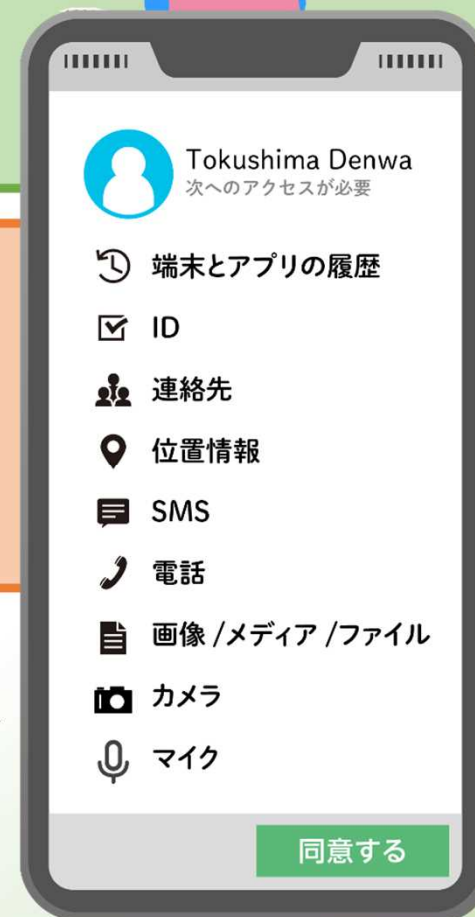 Tokushima Denwa
次へのアクセスが必要
端末とアプリの履歴
ID
連絡先
位置情報
SMS
電話
画像 /メディア /ファイル
カメラ
マイク
同意する